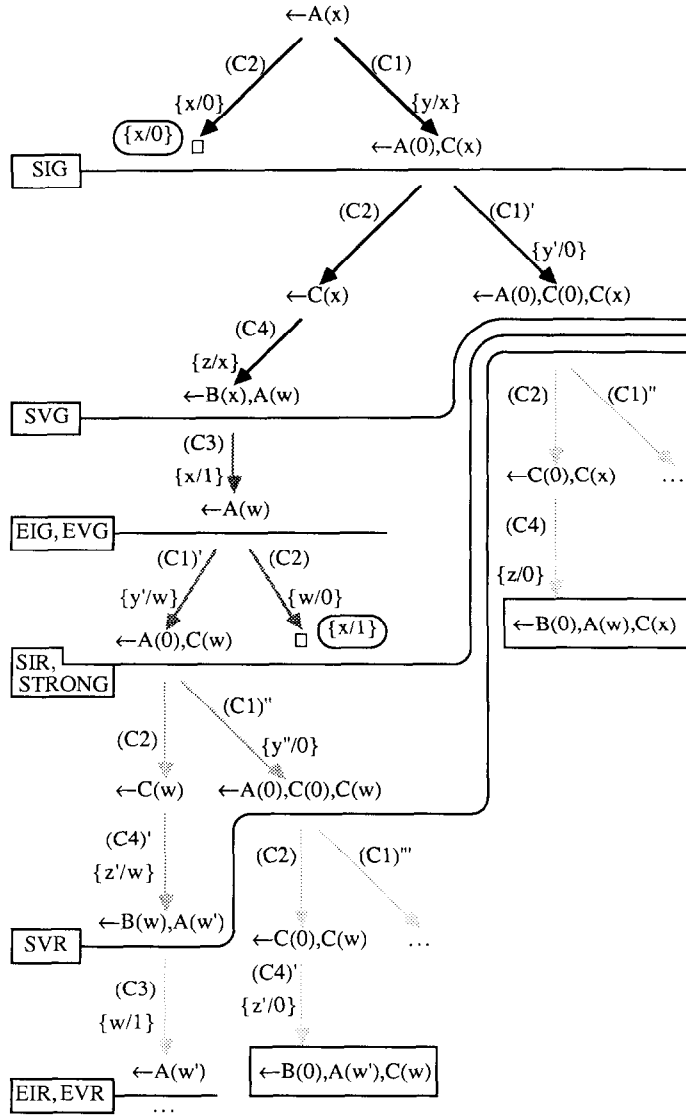 ←A(x)
(C2) (C1)
{x/0} {y/x}
{x/0} □ ←A(0),C(x)
SIG
(C2) (C1)'
{y'/0}
←C(x) ←A(0),C(0),C(x)
(C4)
{z/x}
←B(x),A(w)
SVG
(C2) (C1)"
(C3)
{x/1}
←C(0),C(x) ...
←A(w)
EIG, EVG
(C4)
(C1)' (C2)
{z/0}
{y'/w} {w/0}
←A(0),C(w) □ {x/1}
←B(0),A(w),C(x)
SIR,
STRONG
(C1)"
(C2) {y"/0}
←C(w) ←A(0),C(0),C(w)
(C4)' (C2) (C1)'''
{z'/w}
←B(w),A(w')
SVR ←C(0),C(w) ...
(C3) (C4)'
{w/1} {z'/0}
←A(w') ←B(0),A(w'),C(w)
EIR, EVR
...